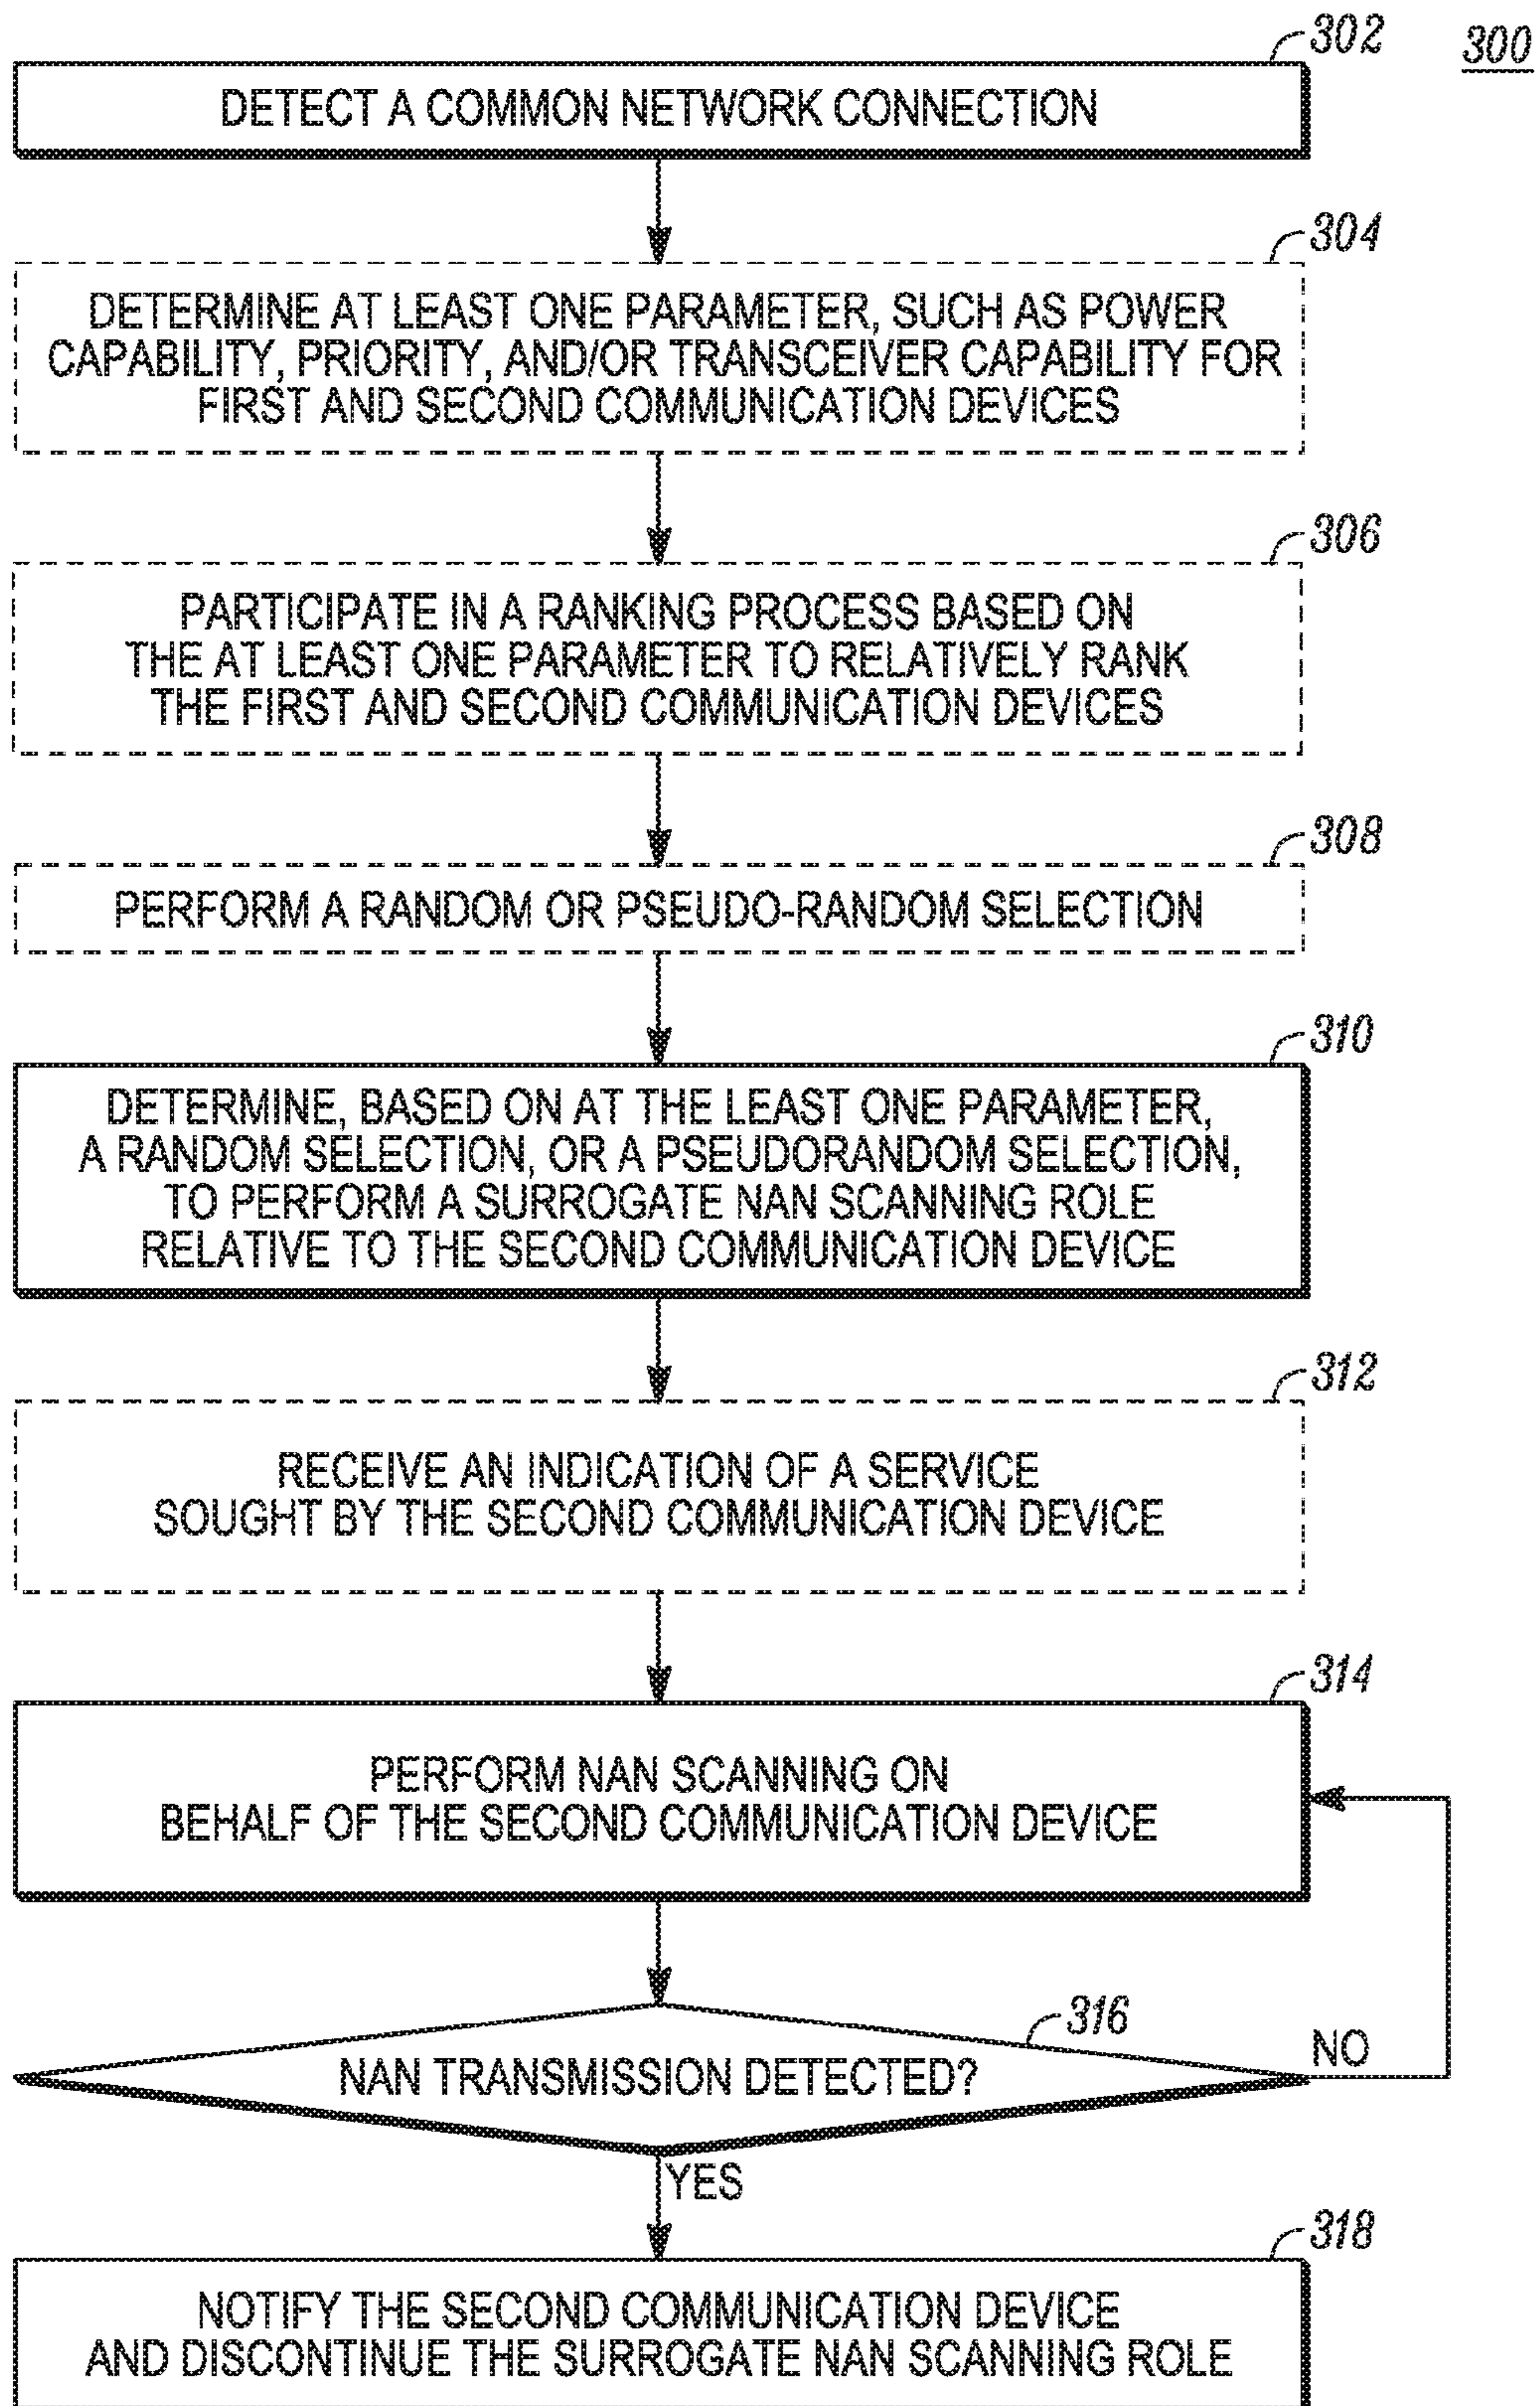 302
300
DETECT A COMMON NETWORK CONNECTION
304
DETERMINE AT LEAST ONE PARAMETER, SUCH AS POWER
CAPABILITY, PRIORITY, AND/OR TRANSCEIVER CAPABILITY FOR
FIRST AND SECOND COMMUNICATION DEVICES
306
PARTICIPATE IN A RANKING PROCESS BASED ON
THE AT LEAST ONE PARAMETER TO RELATIVELY RANK
THE FIRST AND SECOND COMMUNICATION DEVICES
308
PERFORM A RANDOM OR PSEUDO-RANDOM SELECTION
310
DETERMINE, BASED ON AT THE LEAST ONE PARAMETER,
A RANDOM SELECTION, OR A PSEUDORANDOM SELECTION,
TO PERFORM A SURROGATE NAN SCANNING ROLE
RELATIVE TO THE SECOND COMMUNICATION DEVICE
312
RECEIVE AN INDICATION OF A SERVICE
SOUGHT BY THE SECOND COMMUNICATION DEVICE
314
PERFORM NAN SCANNING ON
BEHALF OF THE SECOND COMMUNICATION DEVICE
316
NAN TRANSMISSION DETECTED?
NO
YES
318
NOTIFY THE SECOND COMMUNICATION DEVICE
AND DISCONTINUE THE SURROGATE NAN SCANNING ROLE